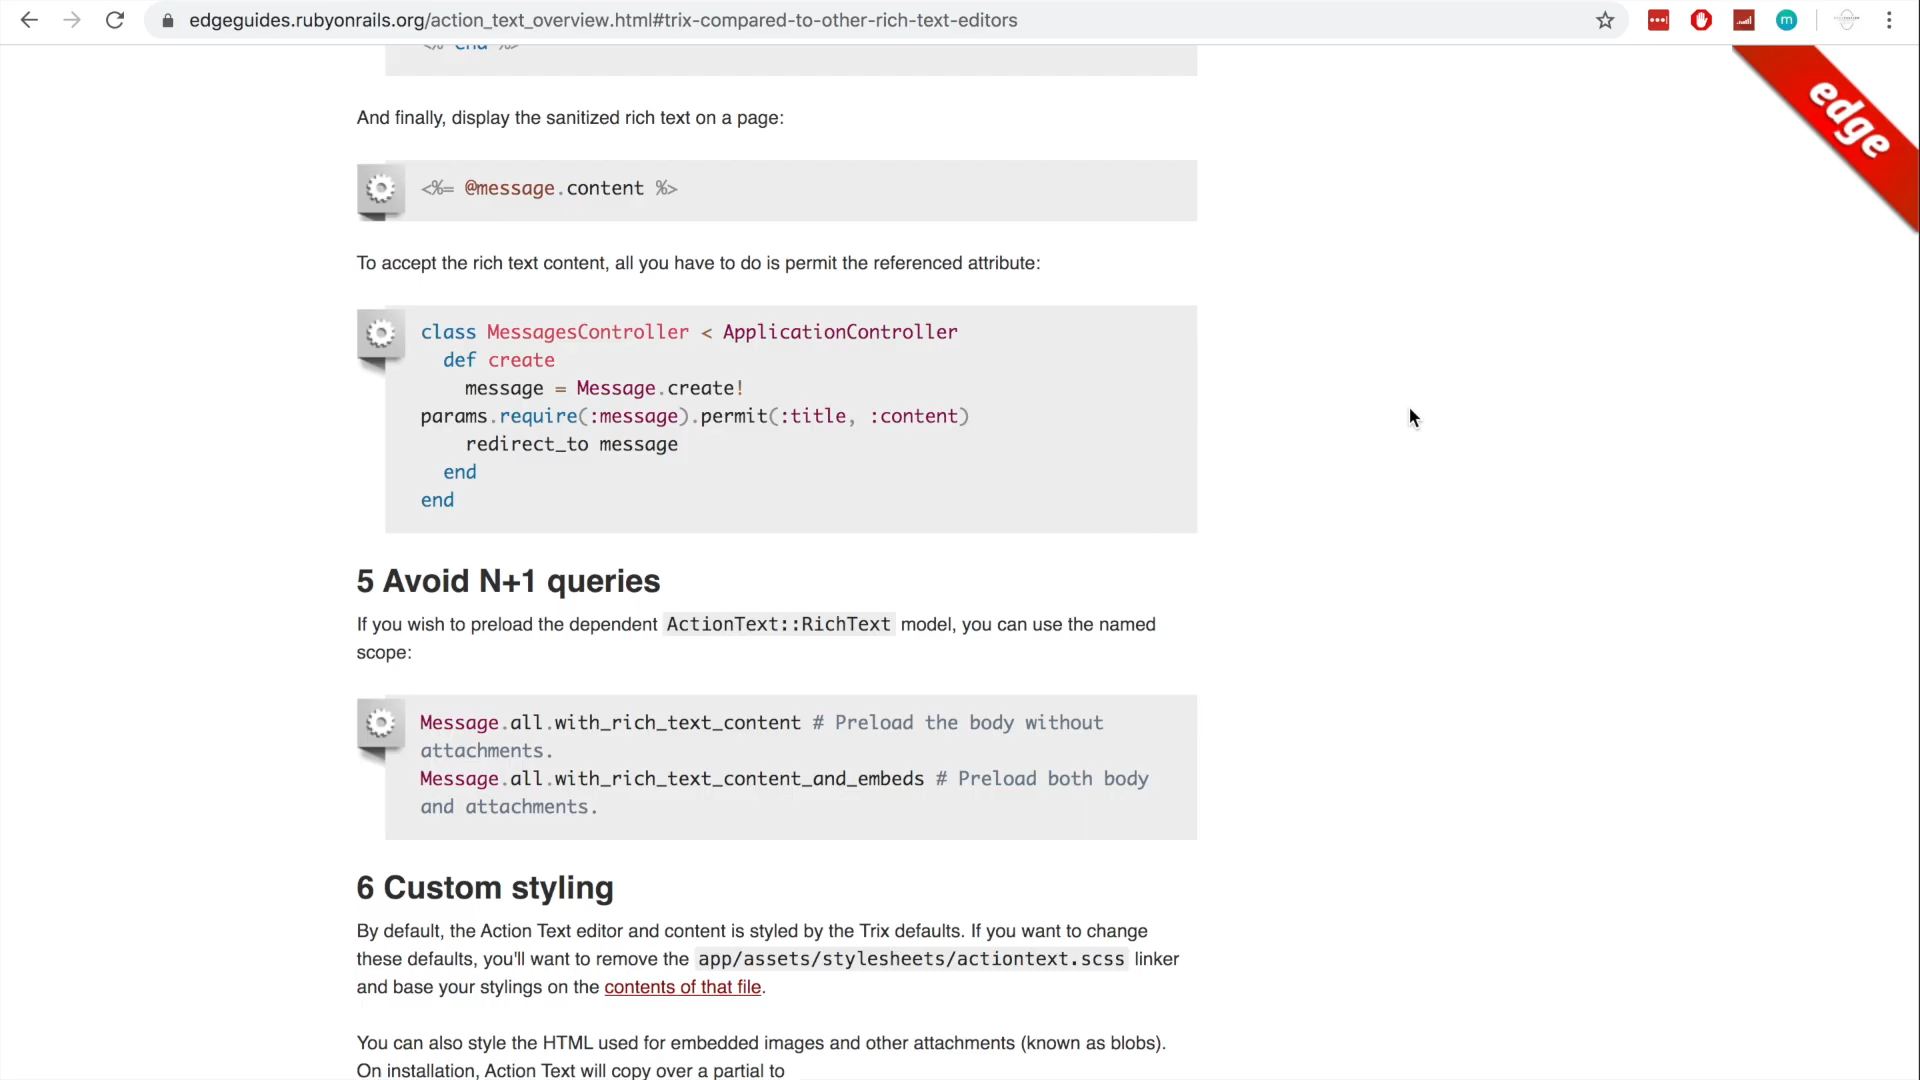 edgeguides.rubyonrails.org/action_text_overview.html#trix-compared-to-other-rich-text-editors
m
<% end %>
edge
And finally, display the sanitized rich text on a page:
<%= @message.content %>
To accept the rich text content, all you have to do is permit the referenced attribute:
class MessagesController < ApplicationController
def create
message = Message.create!
params.require(:message).permit(:title, :content)
redirect_to message
end
end
5 Avoid N+1 queries
If you wish to preload the dependent ActionText::RichText model, you can use the named
scope:
Message.all.with_rich_text_content # Preload the body without
attachments.
Message.all.with_rich_text_content_and_embeds # Preload both body
and attachments.
6 Custom styling
By default, the Action Text editor and content is styled by the Trix defaults. If you want to change
these defaults, you'll want to remove the app/assets/stylesheets/actiontext.scss linker
and base your stylings on the contents of that file.
You can also style the HTML used for embedded images and other attachments (known as blobs).
On installation, Action Text will copy over a partial to